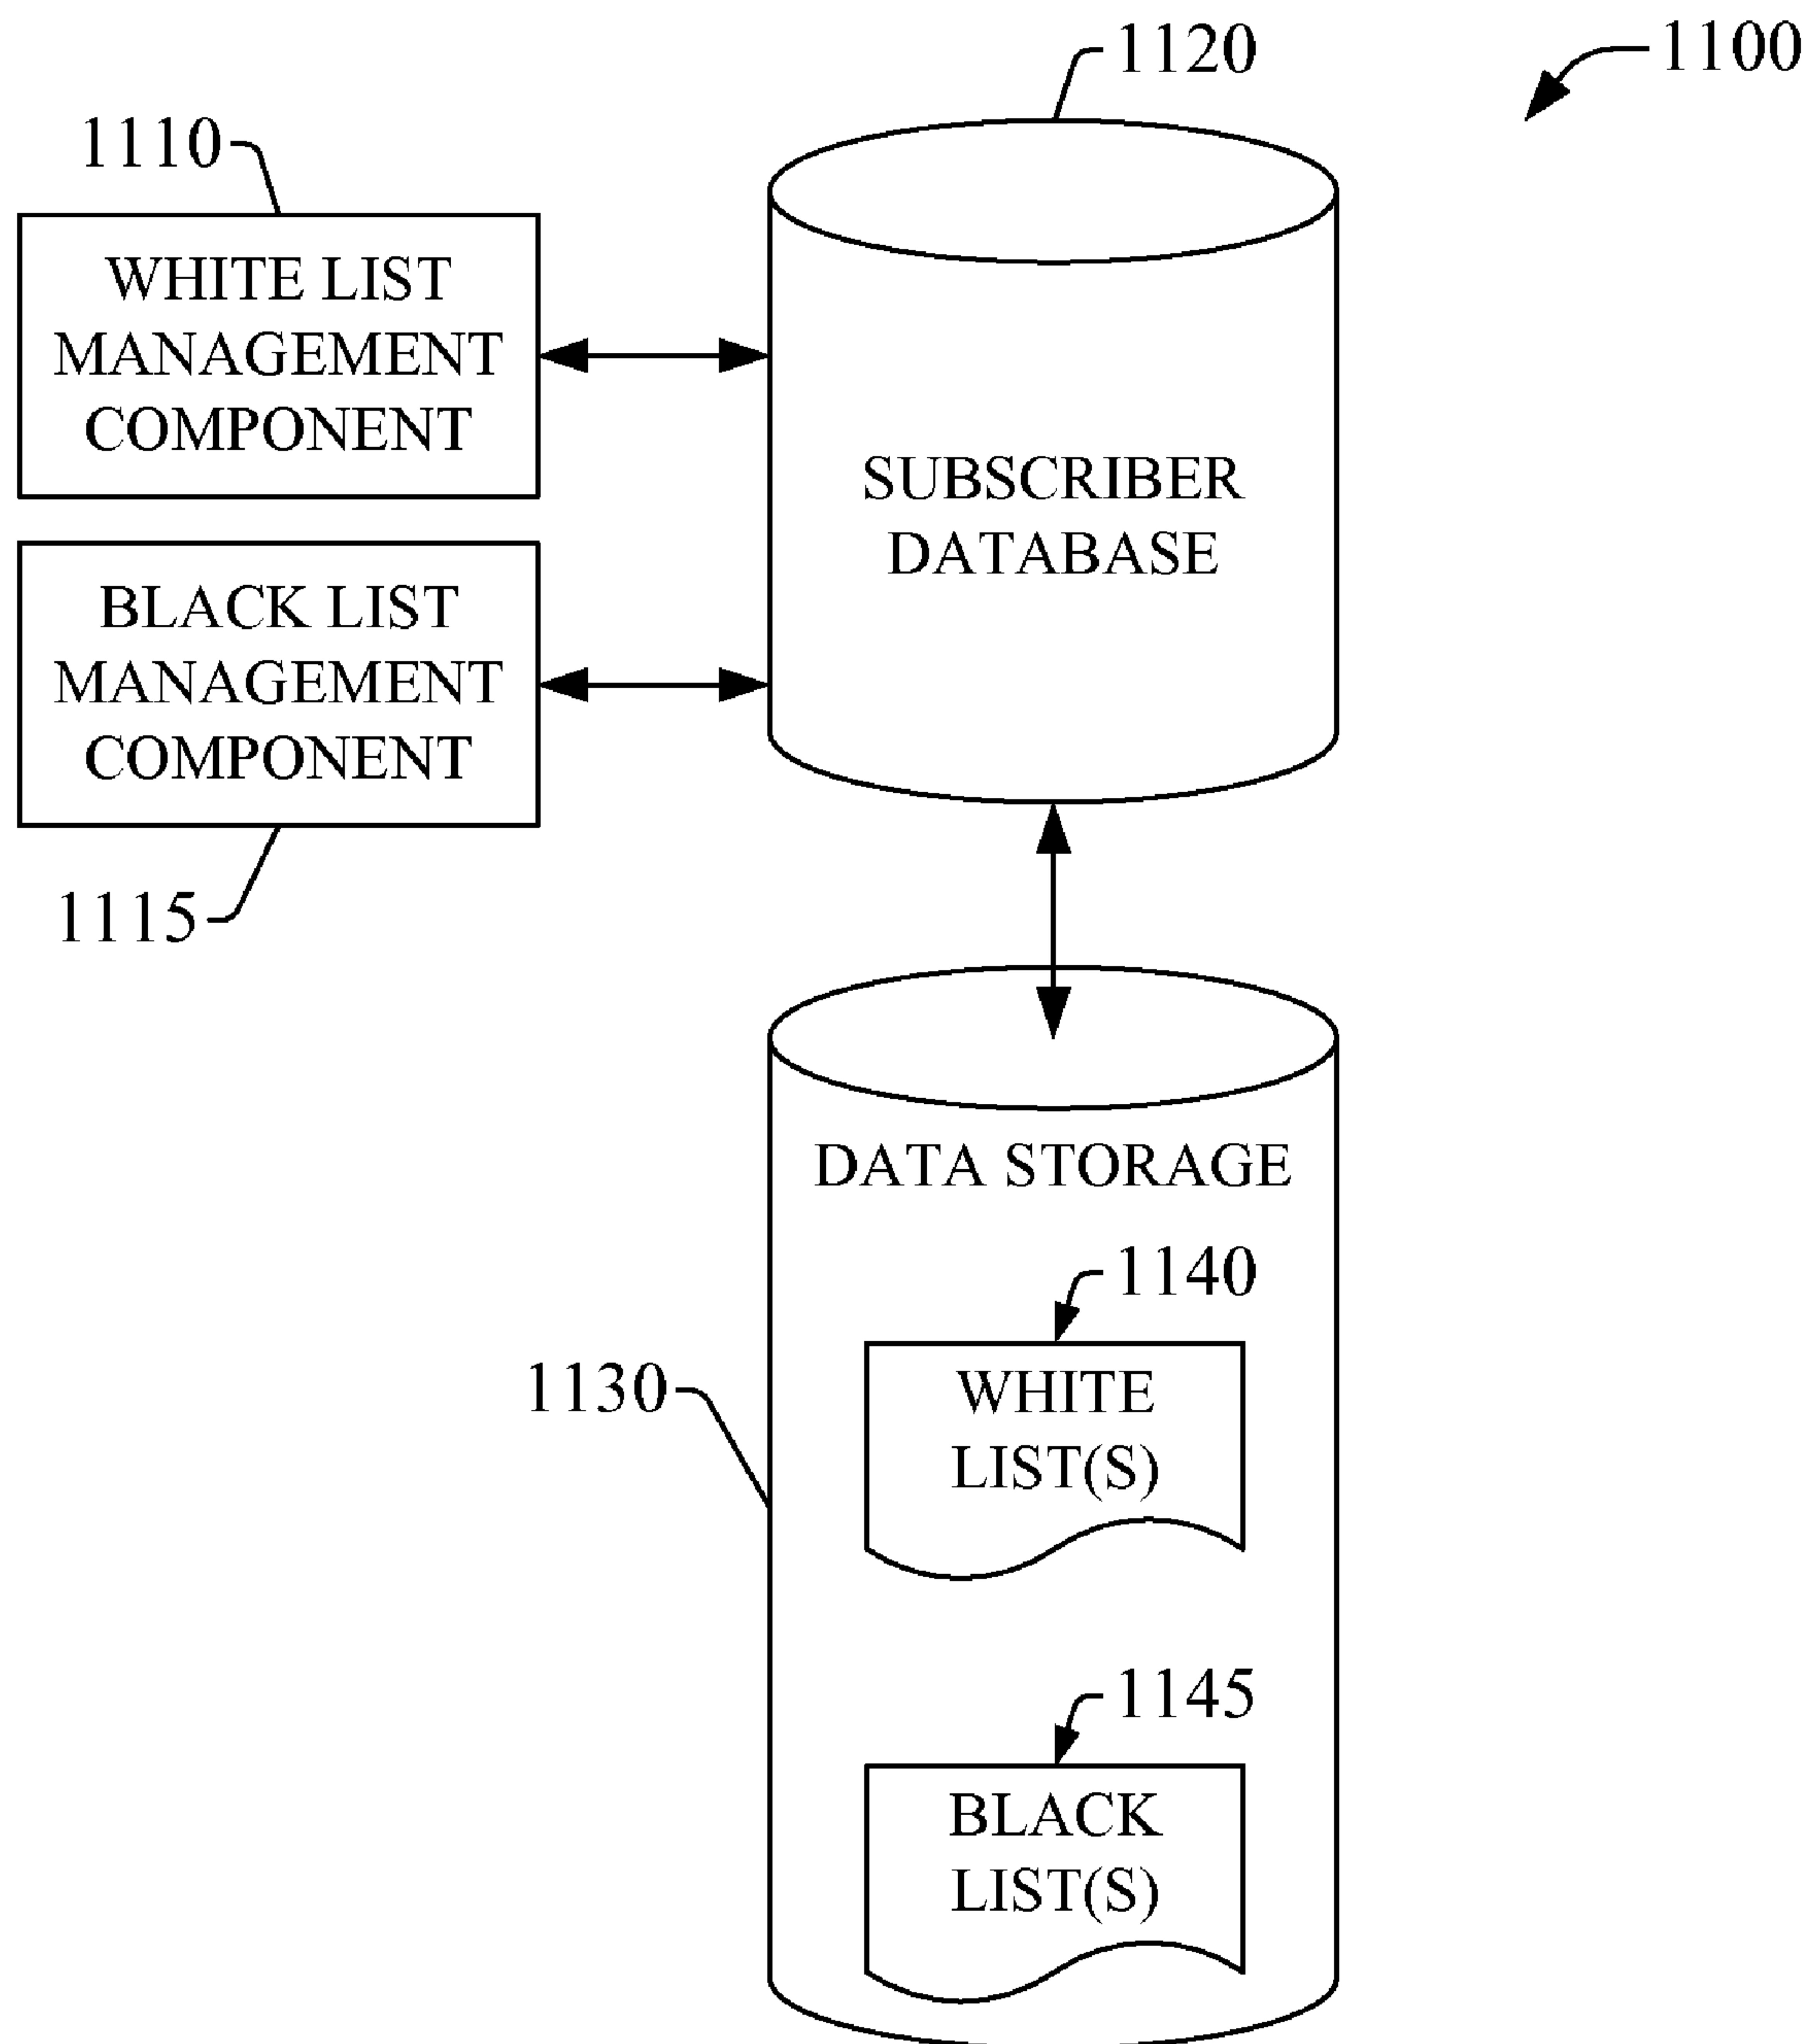 1120
1100
1110
WHITE LIST
MANAGEMENT
COMPONENT
SUBSCRIBER
DATABASE
BLACK LIST
MANAGEMENT
COMPONENT
1115
DATA STORAGE
1140
1130
WHITE
LIST(S)
1145
BLACK
LIST(S)